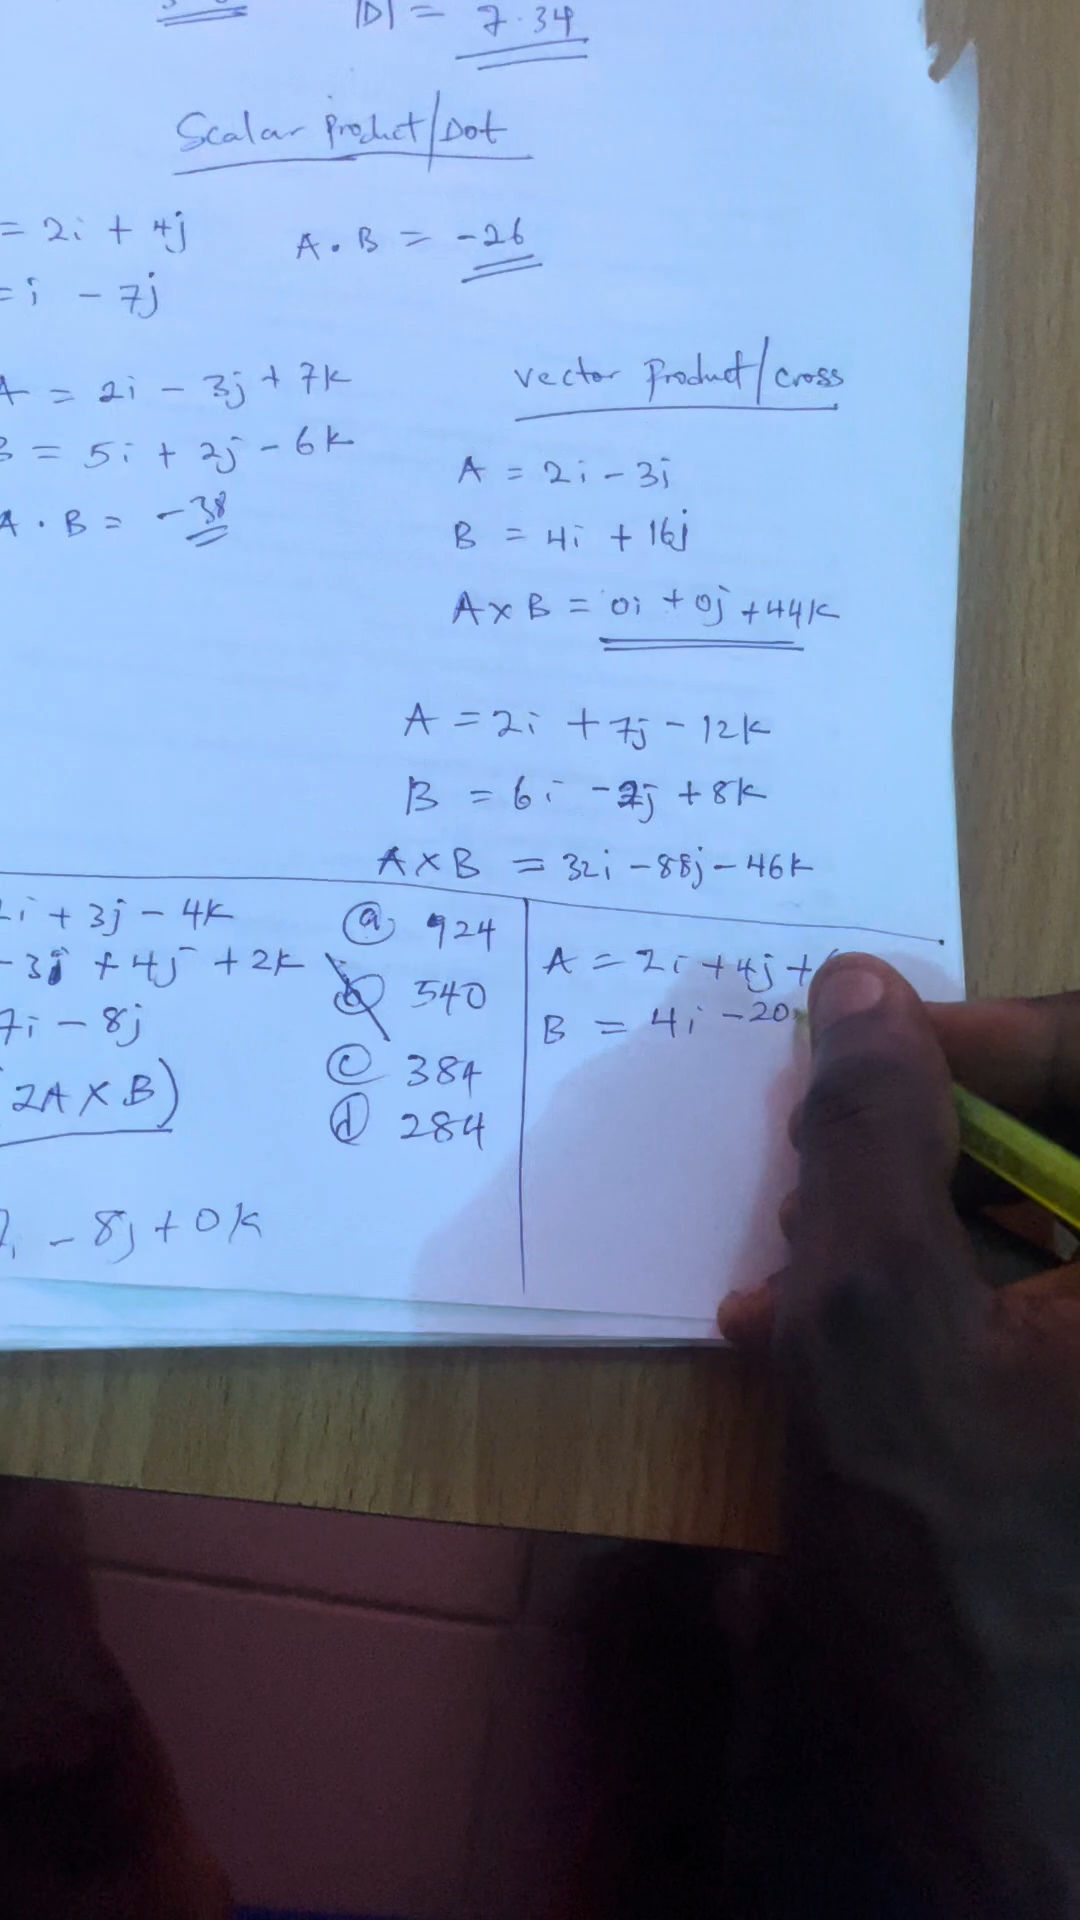 |D| = 7.34
Scalar Product/Dot
= 2i + 4j
A . B = -26
= i - 7j
A = 2i - 3j + 7k
B = 5i + 2j - 6k
A . B = -38
Vector Product/cross
A = 2i - 3j
B = 4i + 16j
A x B = 0i + 0j + 44k
A = 2i + 7j - 12k
B = 6i - 2j + 8k
A x B = 32i - 88j - 46k
2i + 3j - 4k
-3j + 4j + 2k
7i - 8j
2A x B)
- 8j + 0k
(a) 924
(b) 540
(c) 384
(d) 284
A = 2i + 4j +
B = 4i - 20